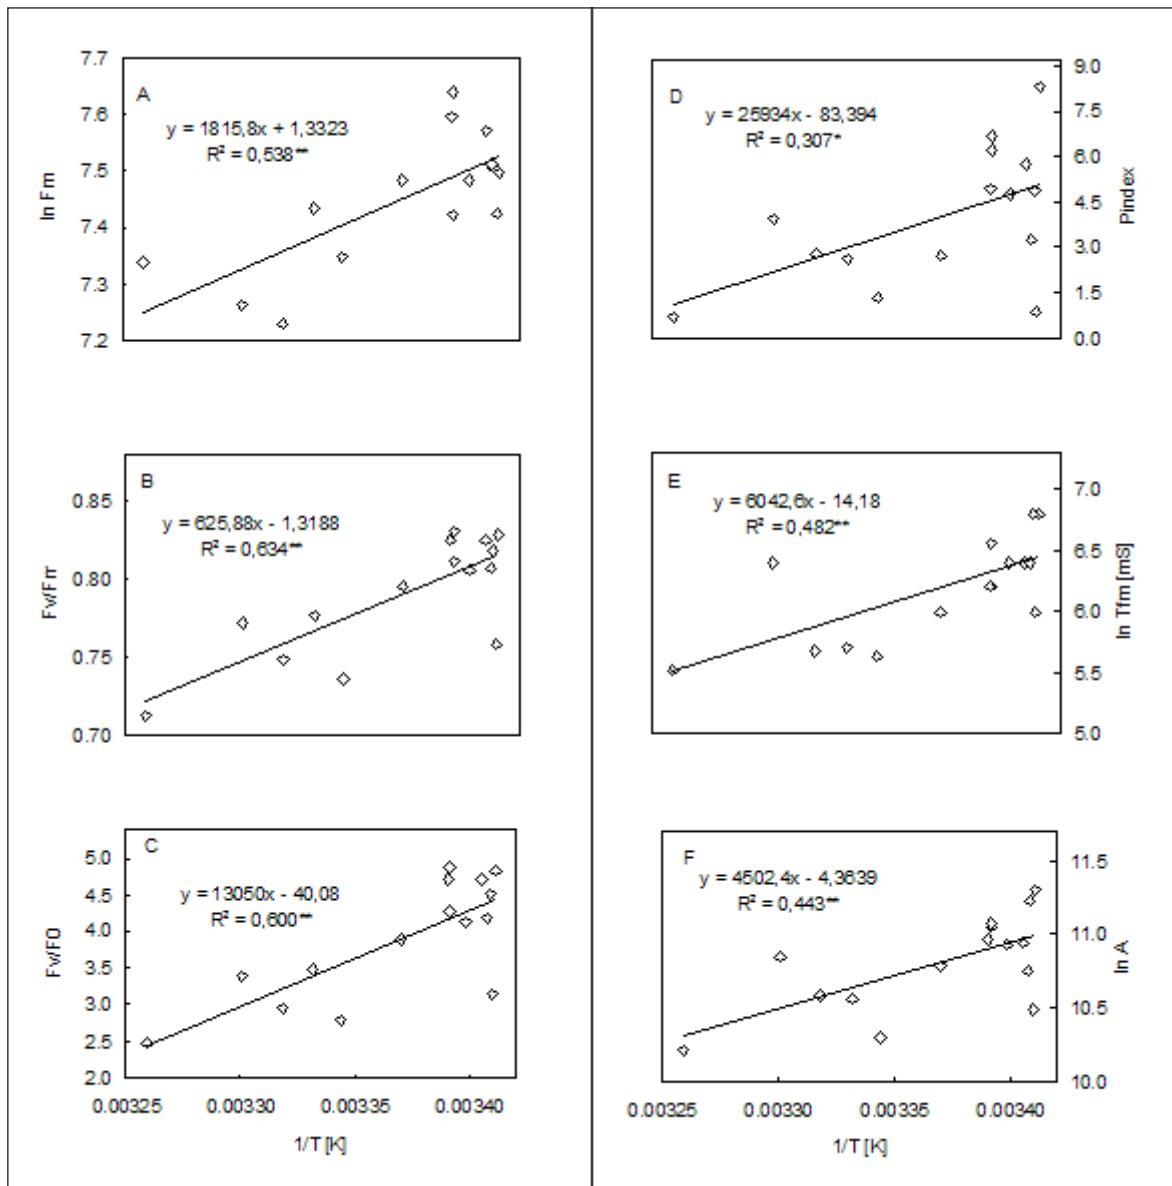 7.7
7.6
7.5
7.4
7.3
7.2
ln Fm
A
y = 1815,8x + 1,3323
R² = 0,538**
0.85
0.80
0.75
0.70
Fv/Fm
B
y = 625,88x - 1,3188
R² = 0,634**
5.0
4.5
4.0
3.5
3.0
2.5
2.0
Fv/F0
C
y = 13050x - 40,08
R² = 0,600**
0.00325 0.00330 0.00335 0.00340
1/T [K]
D
y = 25934x - 83,394
R² = 0,307*
9.0
7.5
6.0
4.5
3.0
1.5
0.0
Pindex
E
y = 6042,6x - 14,18
R² = 0,482**
7.0
6.5
6.0
5.5
5.0
ln Tfm [mS]
F
y = 4502,4x - 4,3639
R² = 0,443**
11.5
11.0
10.5
10.0
ln A
0.00325 0.00330 0.00335 0.00340
1/T [K]